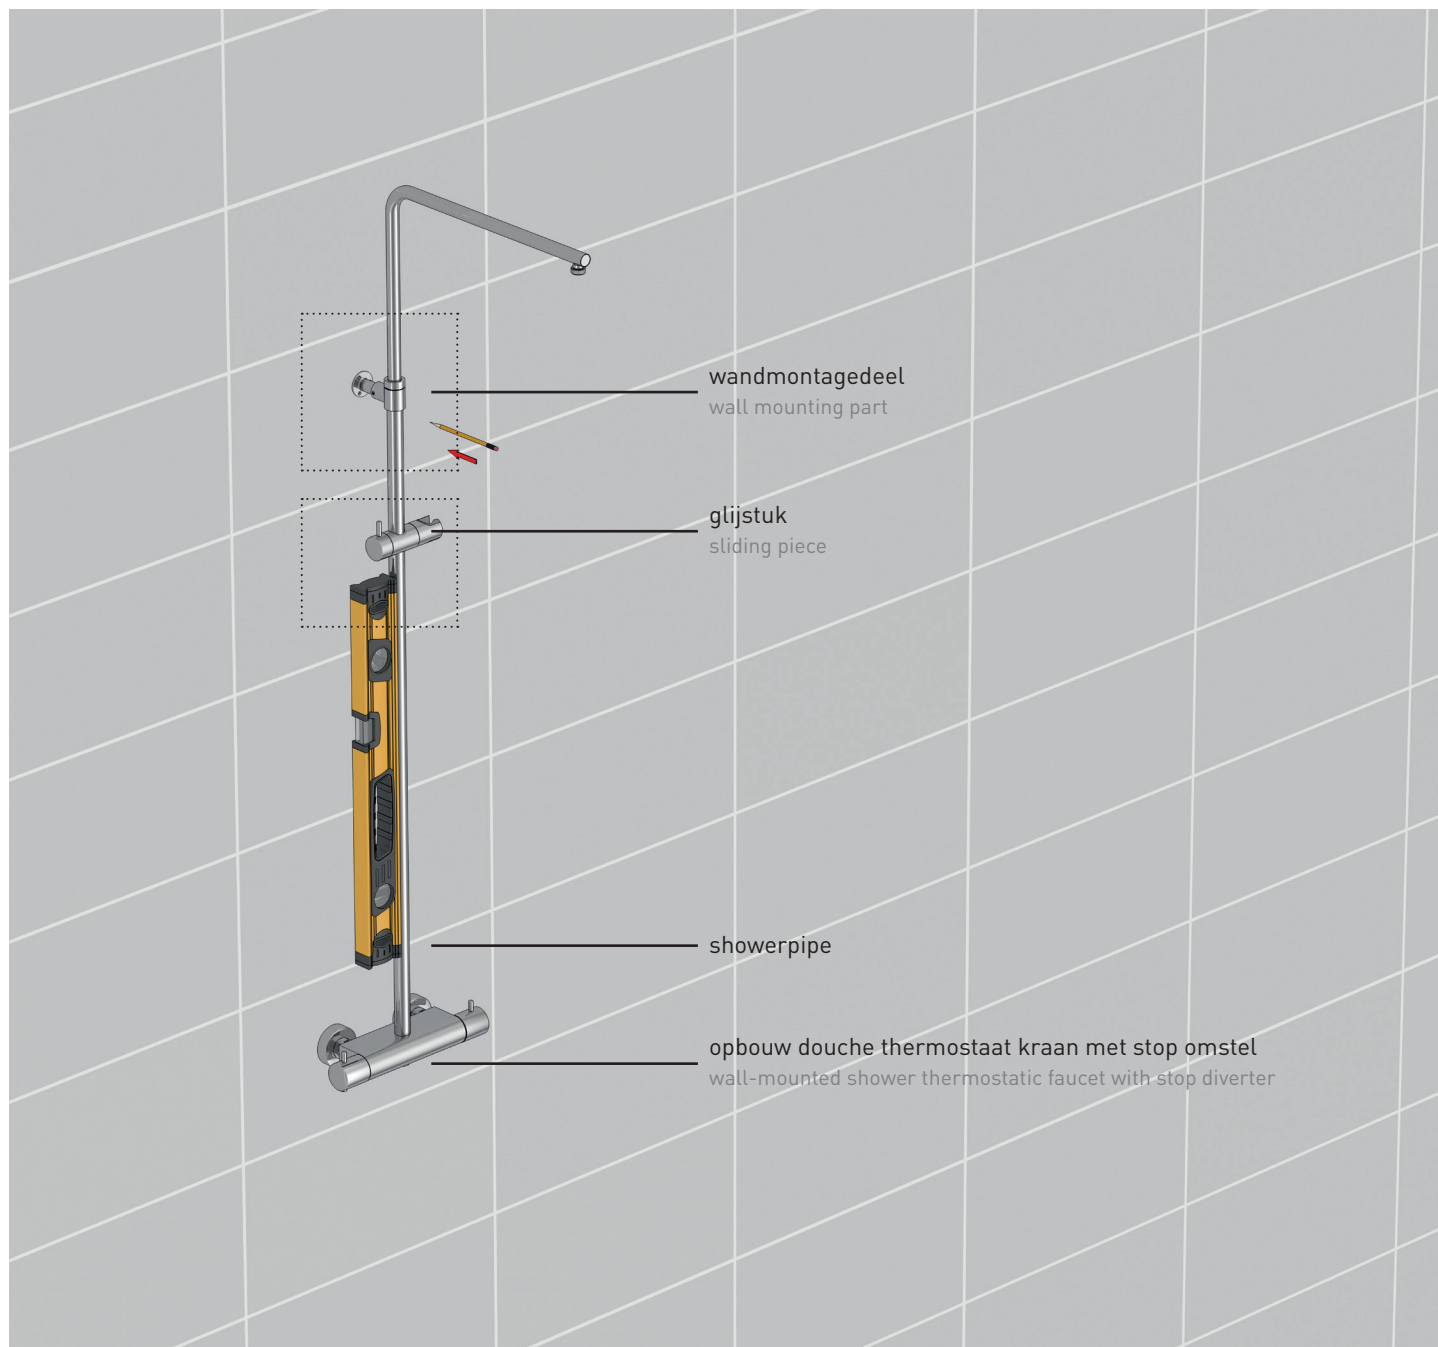 wandmontagedeel
wall mounting part
glijstuk
sliding piece
showerpipe
opbouw douche thermostaat kraan met stop omstel
wall-mounted shower thermostatic faucet with stop diverter